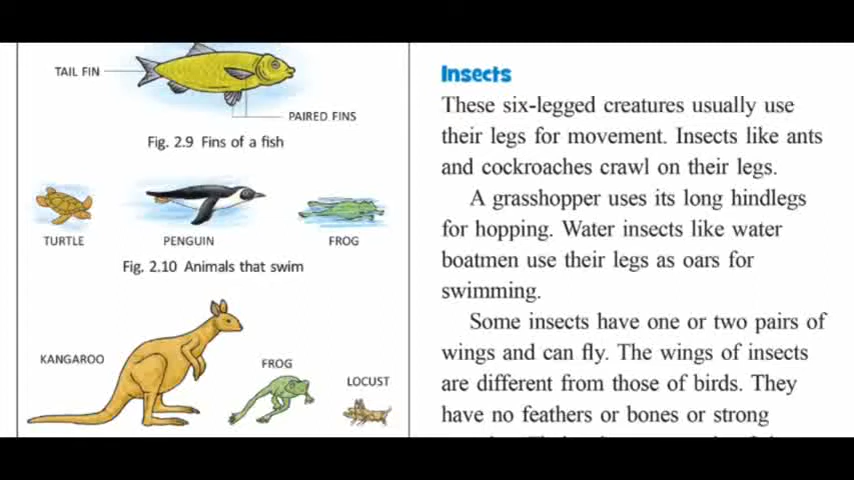 TAIL FIN
PAIRED FINS
Fig. 2.9 Fins of a fish
TURTLE
PENGUIN
FROG
Fig. 2.10 Animals that swim
KANGAROO
FROG
LOCUST
Insects
These six-legged creatures usually use
their legs for movement. Insects like ants
and cockroaches crawl on their legs.
A grasshopper uses its long hindlegs
for hopping. Water insects like water
boatmen use their legs as oars for
swimming.
Some insects have one or two pairs of
wings and can fly. The wings of insects
are different from those of birds. They
have no feathers or bones or strong